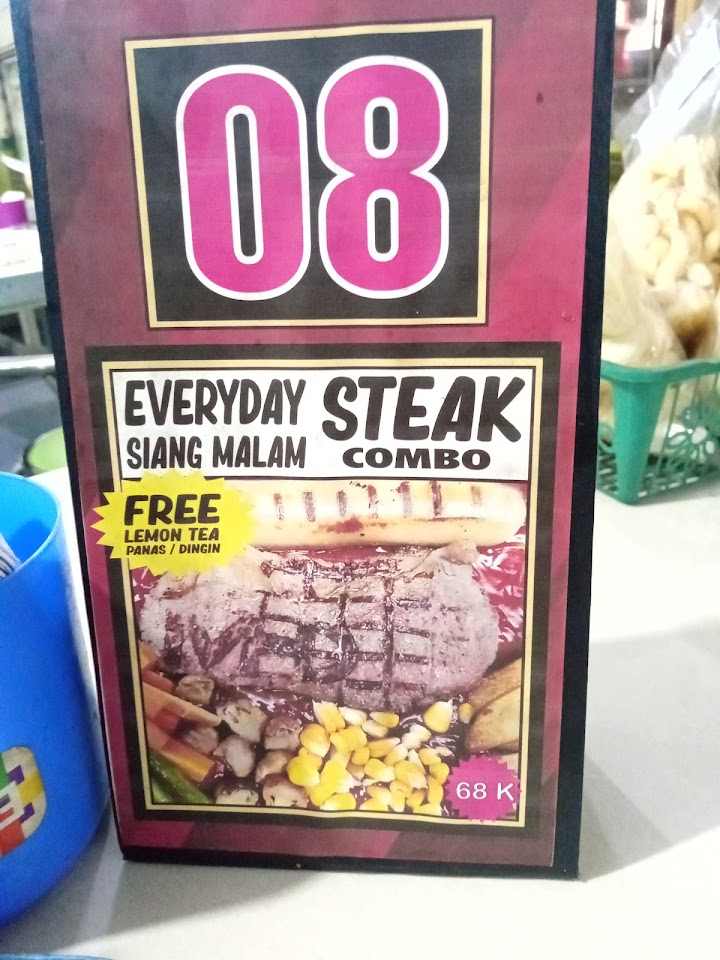 08
EVERYDAY STEAK
SIANG MALAM COMBO
FREE
LEMON TEA
PANAS / DINGIN
68 K